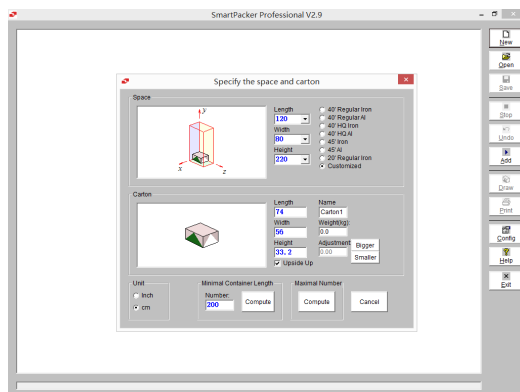 SmartPacker Professional V2.9
New
Open
Save
Stop
Undo
Add
Draw
Print
Config
Help
Exit
Specify the space and carton
Space
y
x
z
Length
120
Width
80
Height
220
40' Regular Iron
40' Regular Al
40' HQ Iron
40' HQ Al
45' Iron
45' Al
20' Regular Iron
Customized
Carton
Length
74
Width
56
Height
33.2
Upside Up
Name
Carton1
Weight(kg):
0.0
Adjustment
0.00
Bigger
Smaller
Unit
Inch
cm
Minimal Container Length
Number:
200
Compute
Maximal Number
Compute
Cancel